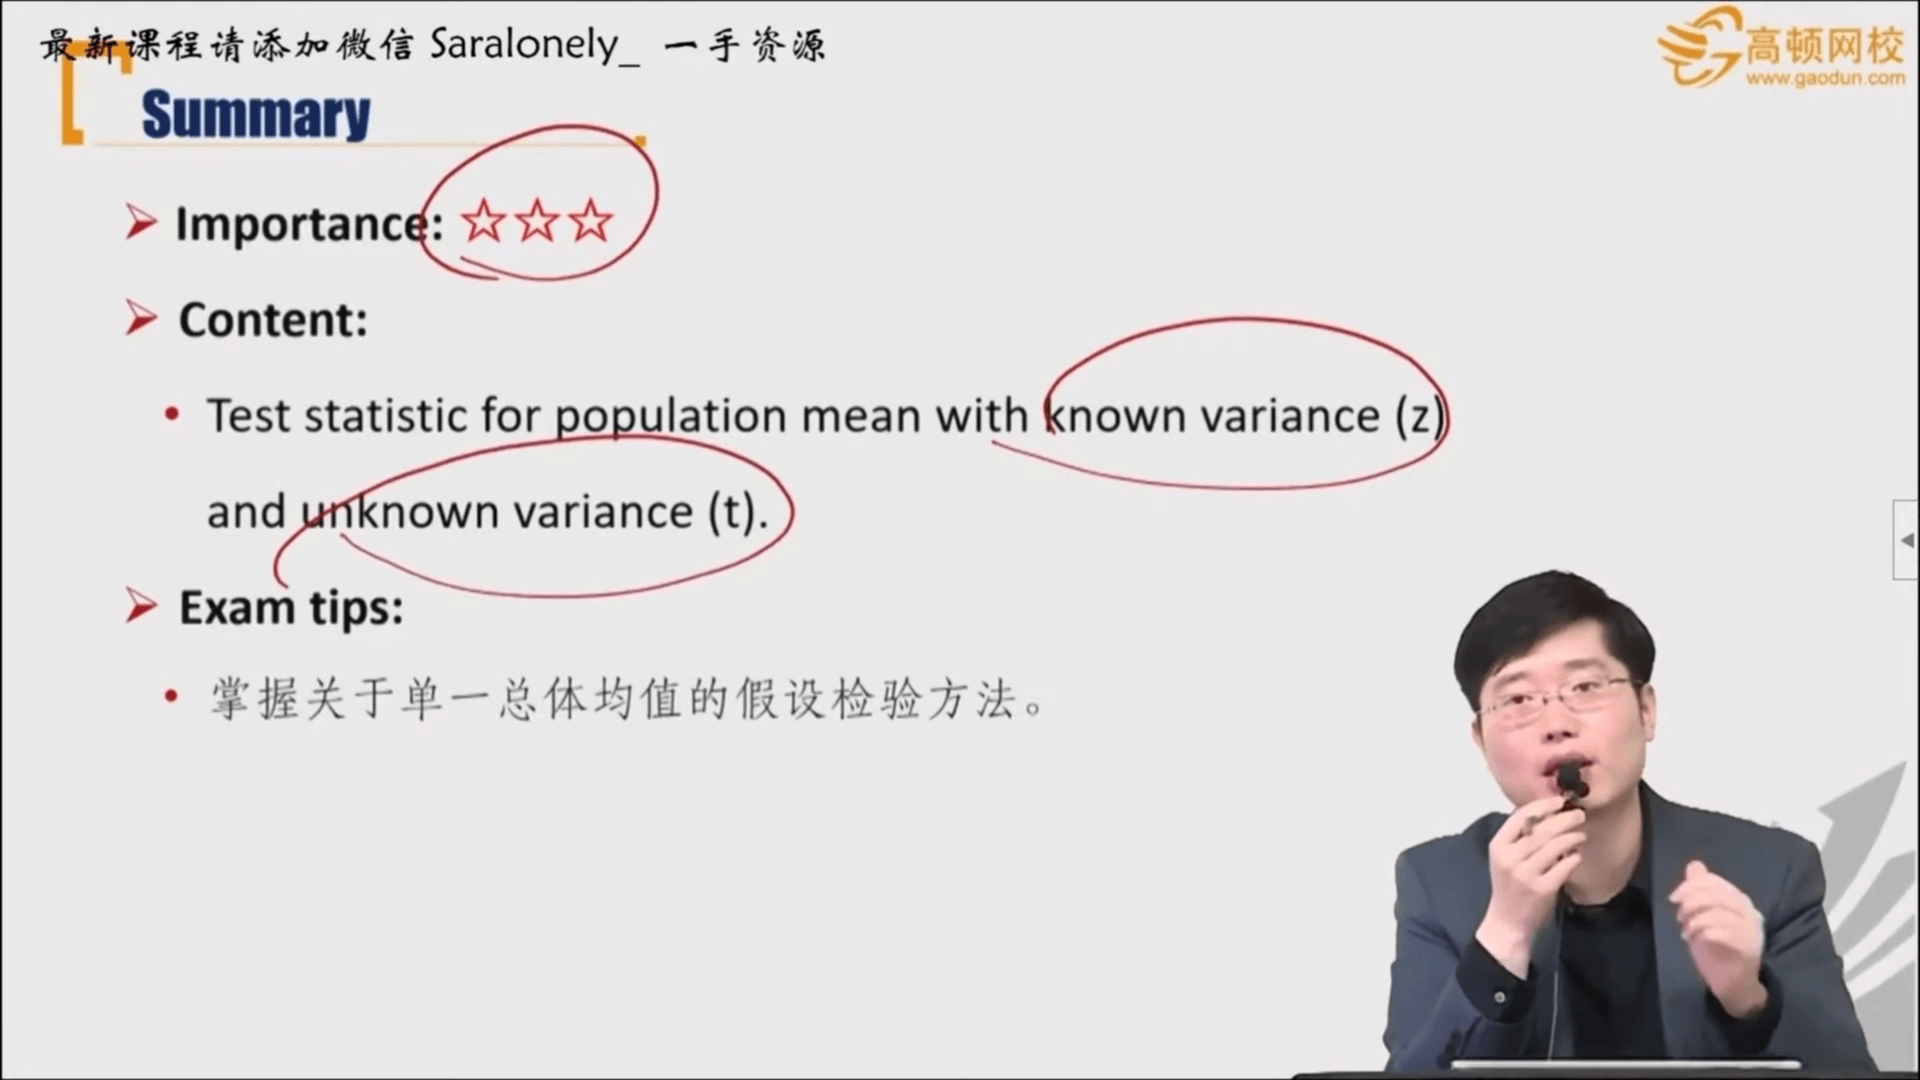 最新课程请添加微信 Saralonely_ 一手资源
高顿网校
www.gaodun.com
Summary
Importance: ☆☆☆
Content:
Test statistic for population mean with known variance (z)
and unknown variance (t).
Exam tips:
掌握关于单一总体均值的假设检验方法。